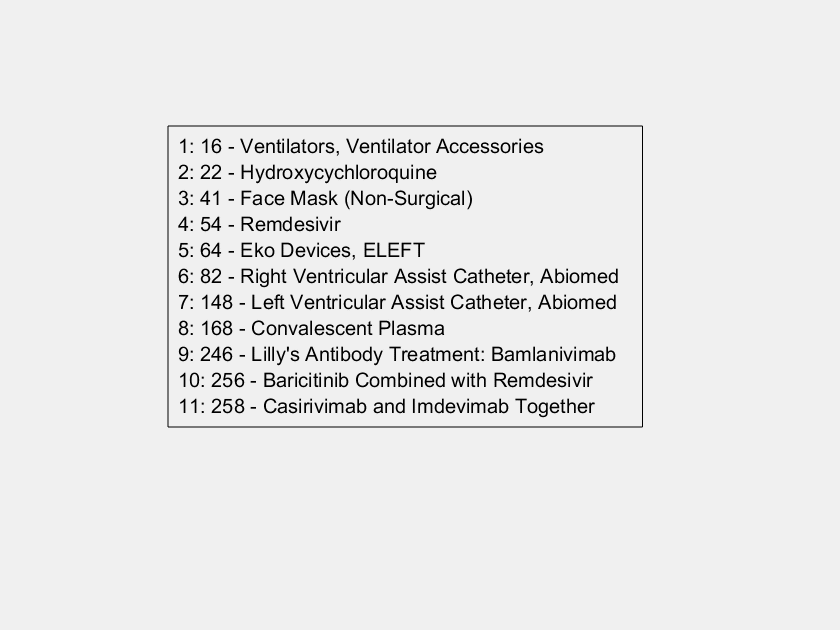 1: 16 - Ventilators, Ventilator Accessories
2: 22 - Hydroxycychloroquine
3: 41 - Face Mask (Non-Surgical)
4: 54 - Remdesivir
5: 64 - Eko Devices, ELEFT
6: 82 - Right Ventricular Assist Catheter, Abiomed
7: 148 - Left Ventricular Assist Catheter, Abiomed
8: 168 - Convalescent Plasma
9: 246 - Lilly's Antibody Treatment: Bamlanivimab
10: 256 - Baricitinib Combined with Remdesivir
11: 258 - Casirivimab and Imdevimab Together